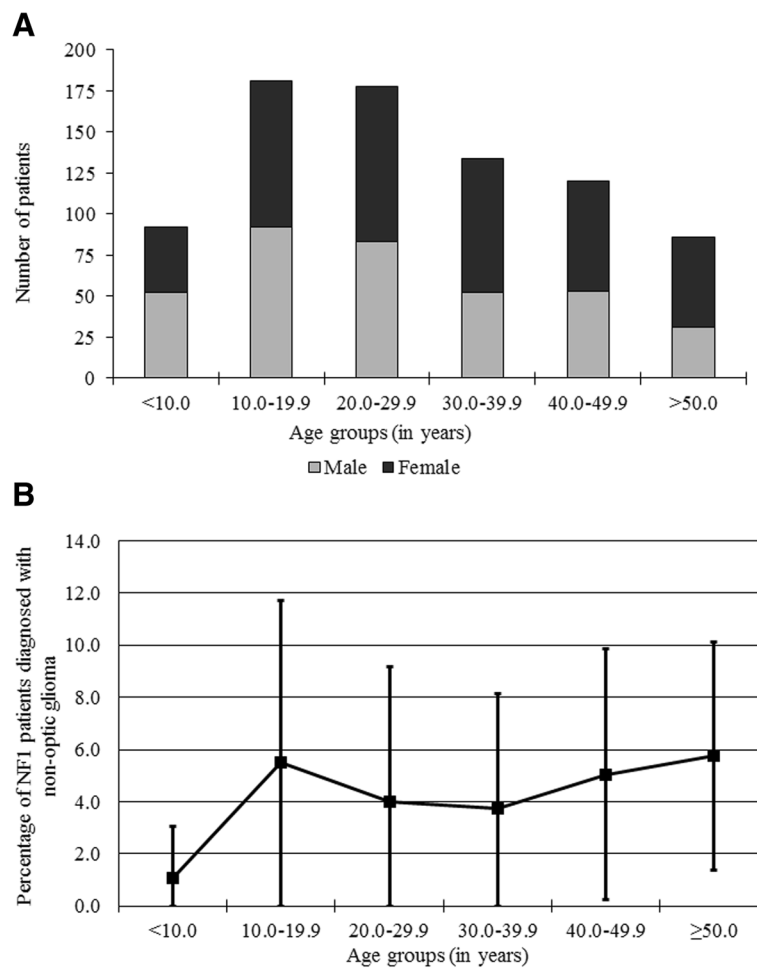 A
Number of patients
200
175
150
125
100
75
50
25
0
<10.0 10.0-19.9 20.0-29.9 30.0-39.9 40.0-49.9 >50.0
Age groups (in years)
Male Female
B
Percentage of NF1 patients diagnosed with
non-optic glioma
14.0
12.0
10.0
8.0
6.0
4.0
2.0
0.0
<10.0 10.0-19.9 20.0-29.9 30.0-39.9 40.0-49.9 ≥50.0
Age groups (in years)